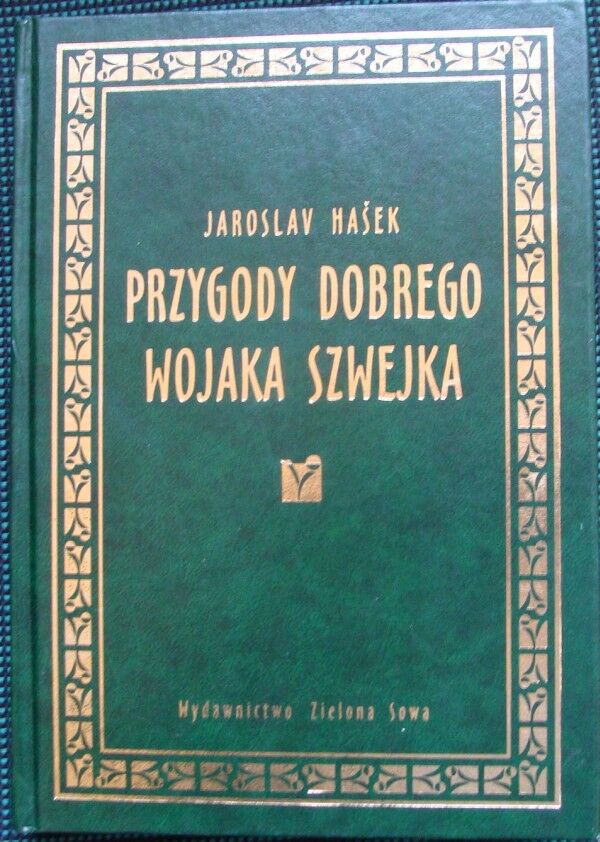 JAROSLAV HAŠEK
PRZYGODY DOBREGO
WOJAKA SZWEJKA
Wydawnictwo Zielona Sowa